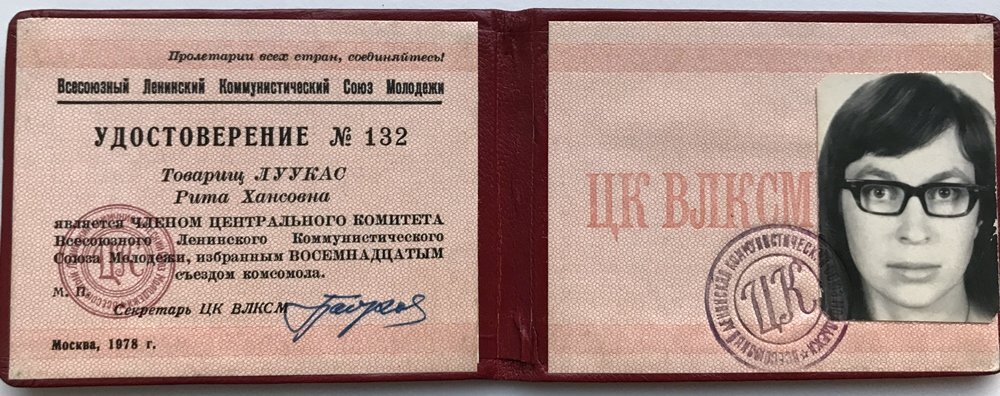 Пролетарии всех стран, соединяйтесь!
Всесоюзный Ленинский Коммунистический Союз Молодежи
УДОСТОВЕРЕНИЕ № 132
Товарищ ЛУУКАС
Рита Хансовна
является ЧЛЕНОМ ЦЕНТРАЛЬНОГО КОМИТЕТА
Всесоюзного Ленинского Коммунистического
Союза Молодежи, избранным ВОСЕМНАДЦАТЫМ
съездом комсомола.
М. П.
Секретарь ЦК ВЛКСМ
Москва, 1978 г.
ЦК
ЦК ВЛКСМ
ЦК